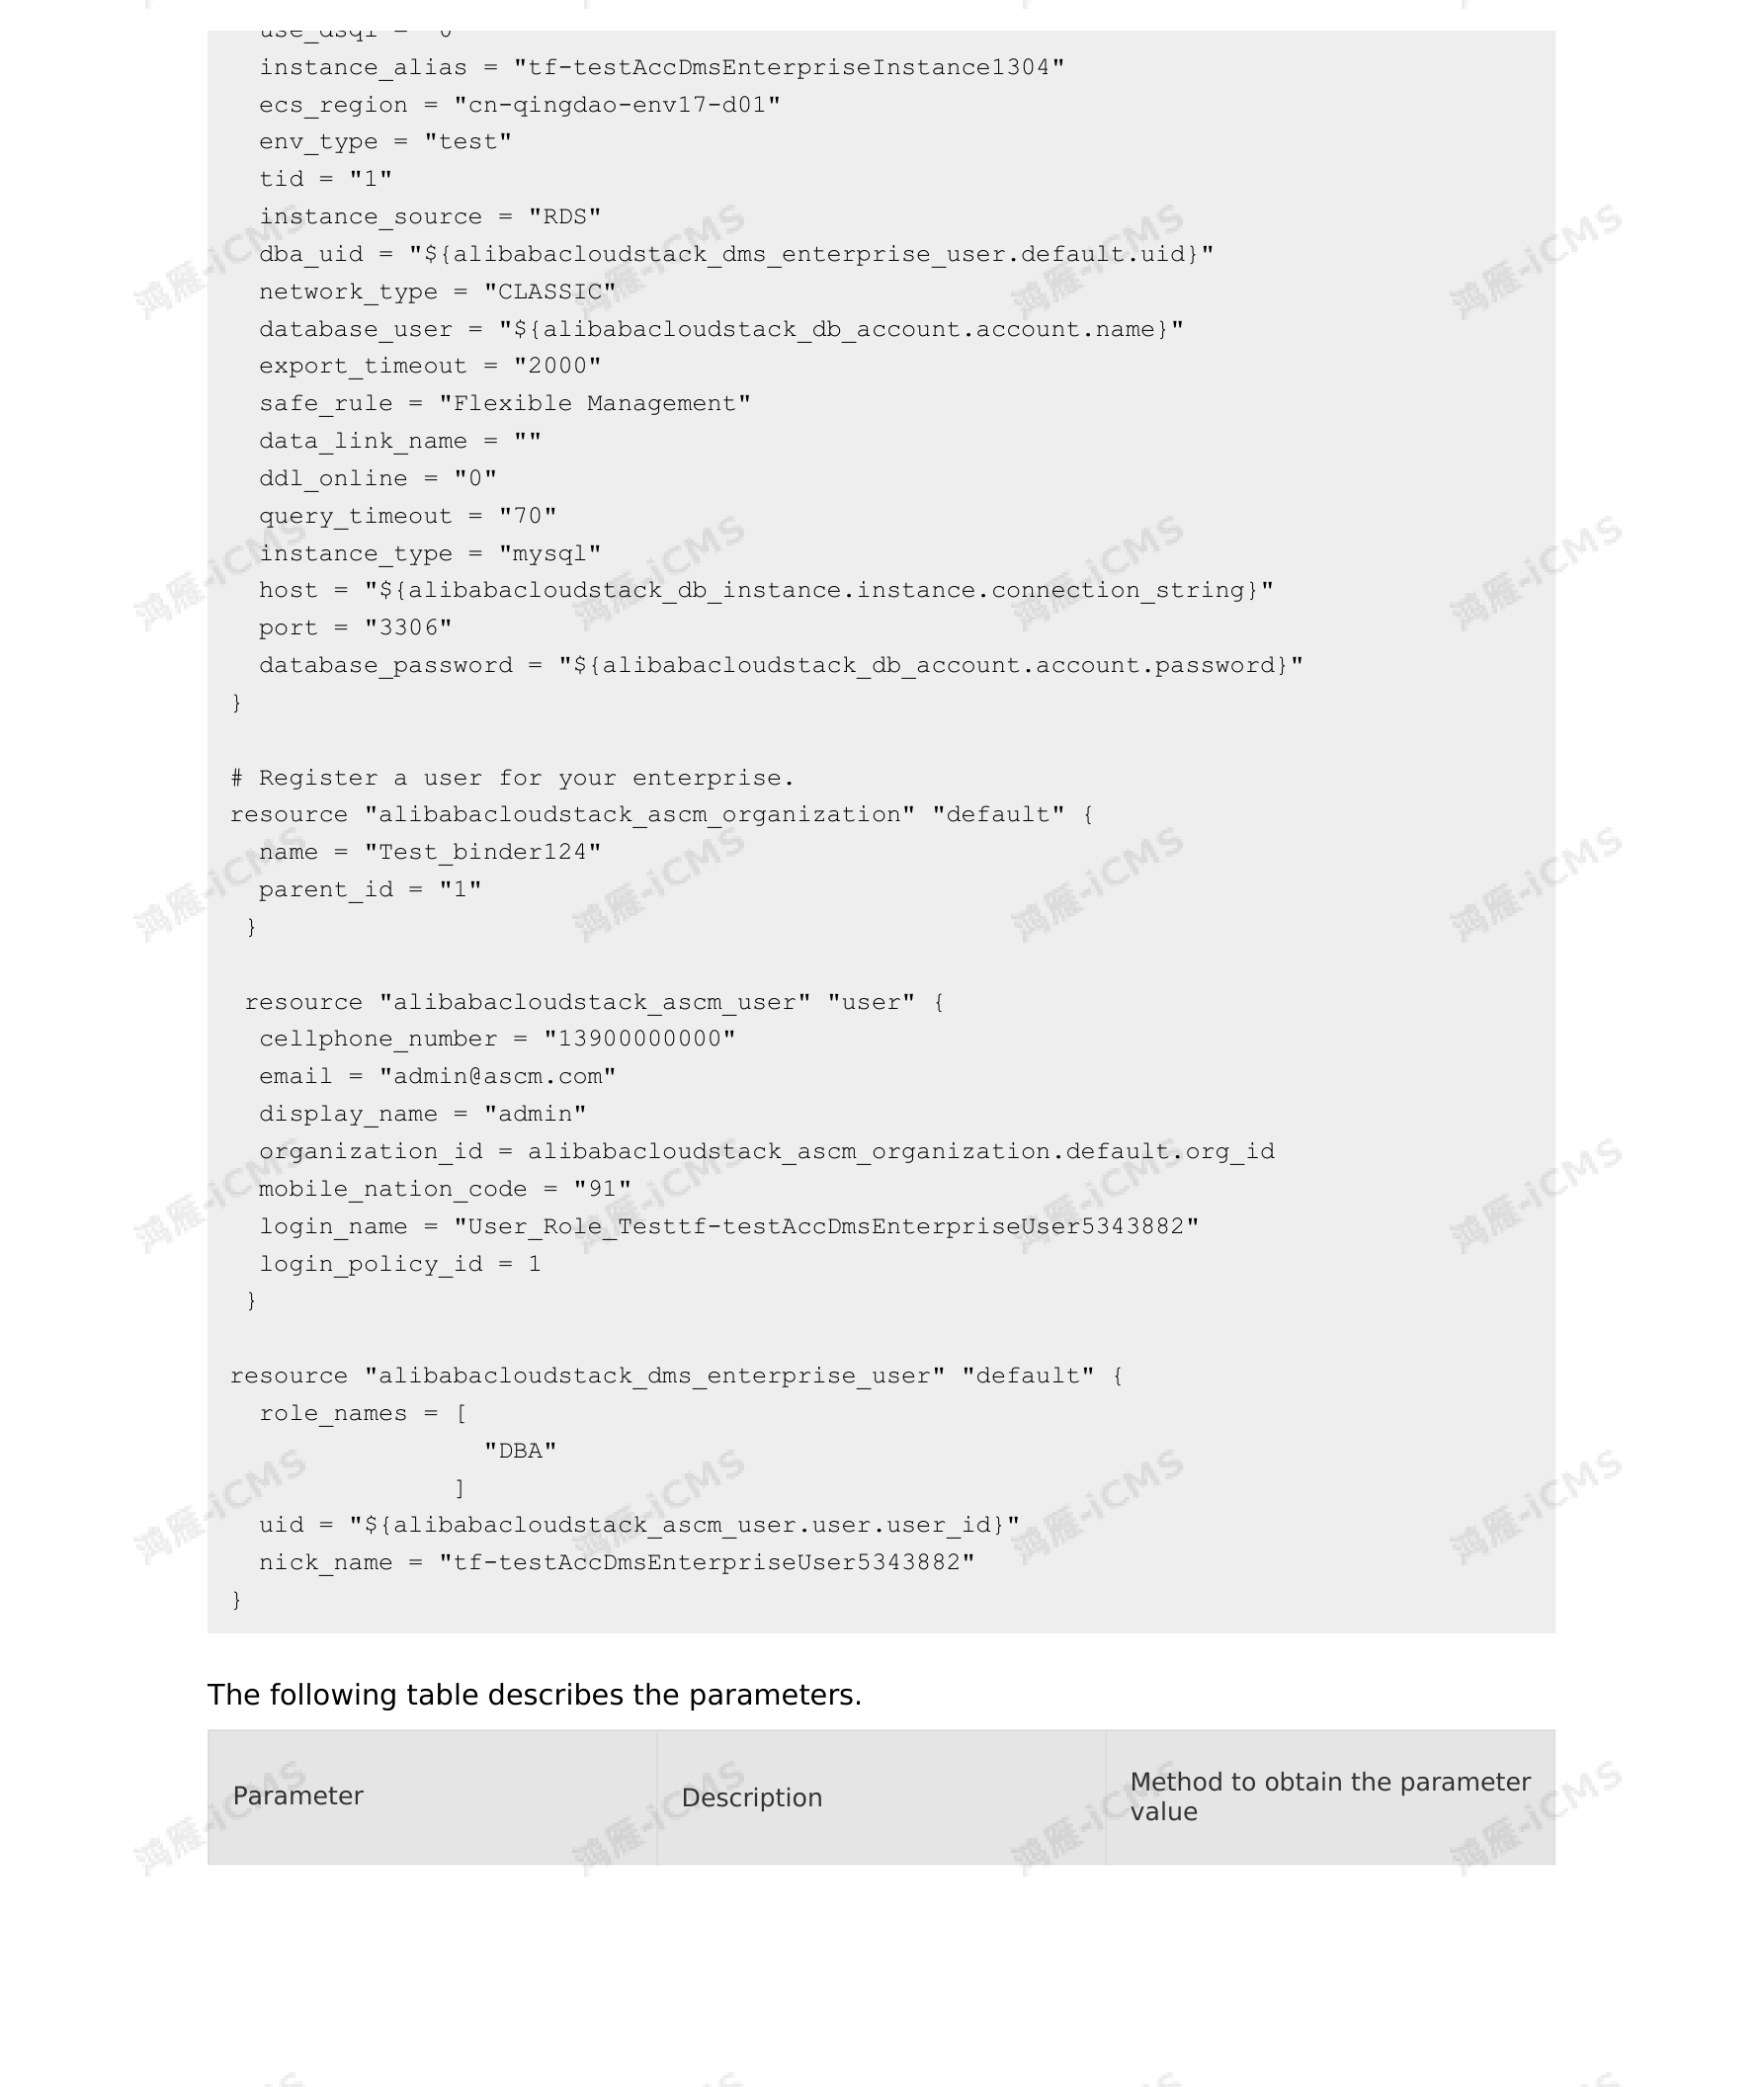 use_dsql = "0"
instance_alias = "tf-testAccDmsEnterpriseInstance1304"
ecs_region = "cn-qingdao-env17-d01"
env_type = "test"
tid = "1"
instance_source = "RDS"
dba_uid = "${alibabacloudstack_dms_enterprise_user.default.uid}"
network_type = "CLASSIC"
database_user = "${alibabacloudstack_db_account.account.name}"
export_timeout = "2000"
safe_rule = "Flexible Management"
data_link_name = ""
ddl_online = "0"
query_timeout = "70"
instance_type = "mysql"
host = "${alibabacloudstack_db_instance.instance.connection_string}"
port = "3306"
database_password = "${alibabacloudstack_db_account.account.password}"
}
# Register a user for your enterprise.
resource "alibabacloudstack_ascm_organization" "default" {
name = "Test_binder124"
parent_id = "1"
}
resource "alibabacloudstack_ascm_user" "user" {
cellphone_number = "13900000000"
email = "admin@ascm.com"
display_name = "admin"
organization_id = alibabacloudstack_ascm_organization.default.org_id
mobile_nation_code = "91"
login_name = "User_Role_Testtf-testAccDmsEnterpriseUser5343882"
login_policy_id = 1
}
resource "alibabacloudstack_dms_enterprise_user" "default" {
role_names = [
"DBA"
]
uid = "${alibabacloudstack_ascm_user.user.user_id}"
nick_name = "tf-testAccDmsEnterpriseUser5343882"
}
The following table describes the parameters.
Parameter
Description
Method to obtain the parameter
value
鸿雁-iCMS